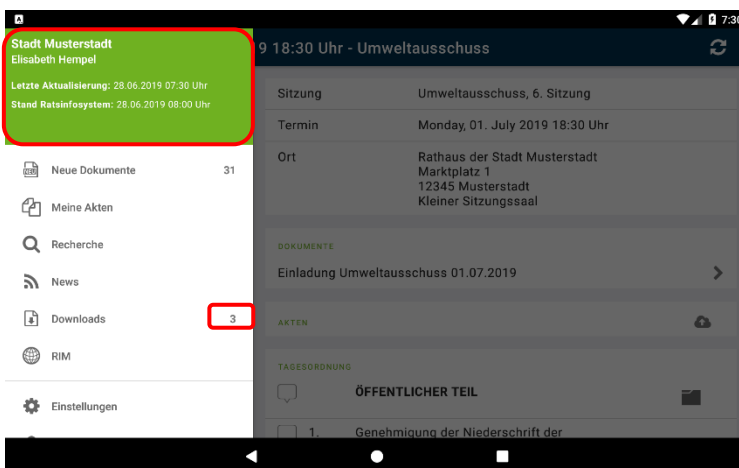 7:30
Stadt Musterstadt
Elisabeth Hempel
Letzte Aktualisierung: 28.06.2019 07:30 Uhr
Stand Ratsinfosystem: 28.06.2019 08:00 Uhr
Neue Dokumente 31
Meine Akten
Recherche
News
Downloads 3
RIM
Einstellungen
9 18:30 Uhr - Umweltausschuss
Sitzung Umweltausschuss, 6. Sitzung
Termin Monday, 01. July 2019 18:30 Uhr
Ort Rathaus der Stadt Musterstadt
Marktplatz 1
12345 Musterstadt
Kleiner Sitzungssaal
DOKUMENTE
Einladung Umweltausschuss 01.07.2019
AKTEN
TAGESORDNUNG
ÖFFENTLICHER TEIL
1. Genehmigung der Niederschrift der